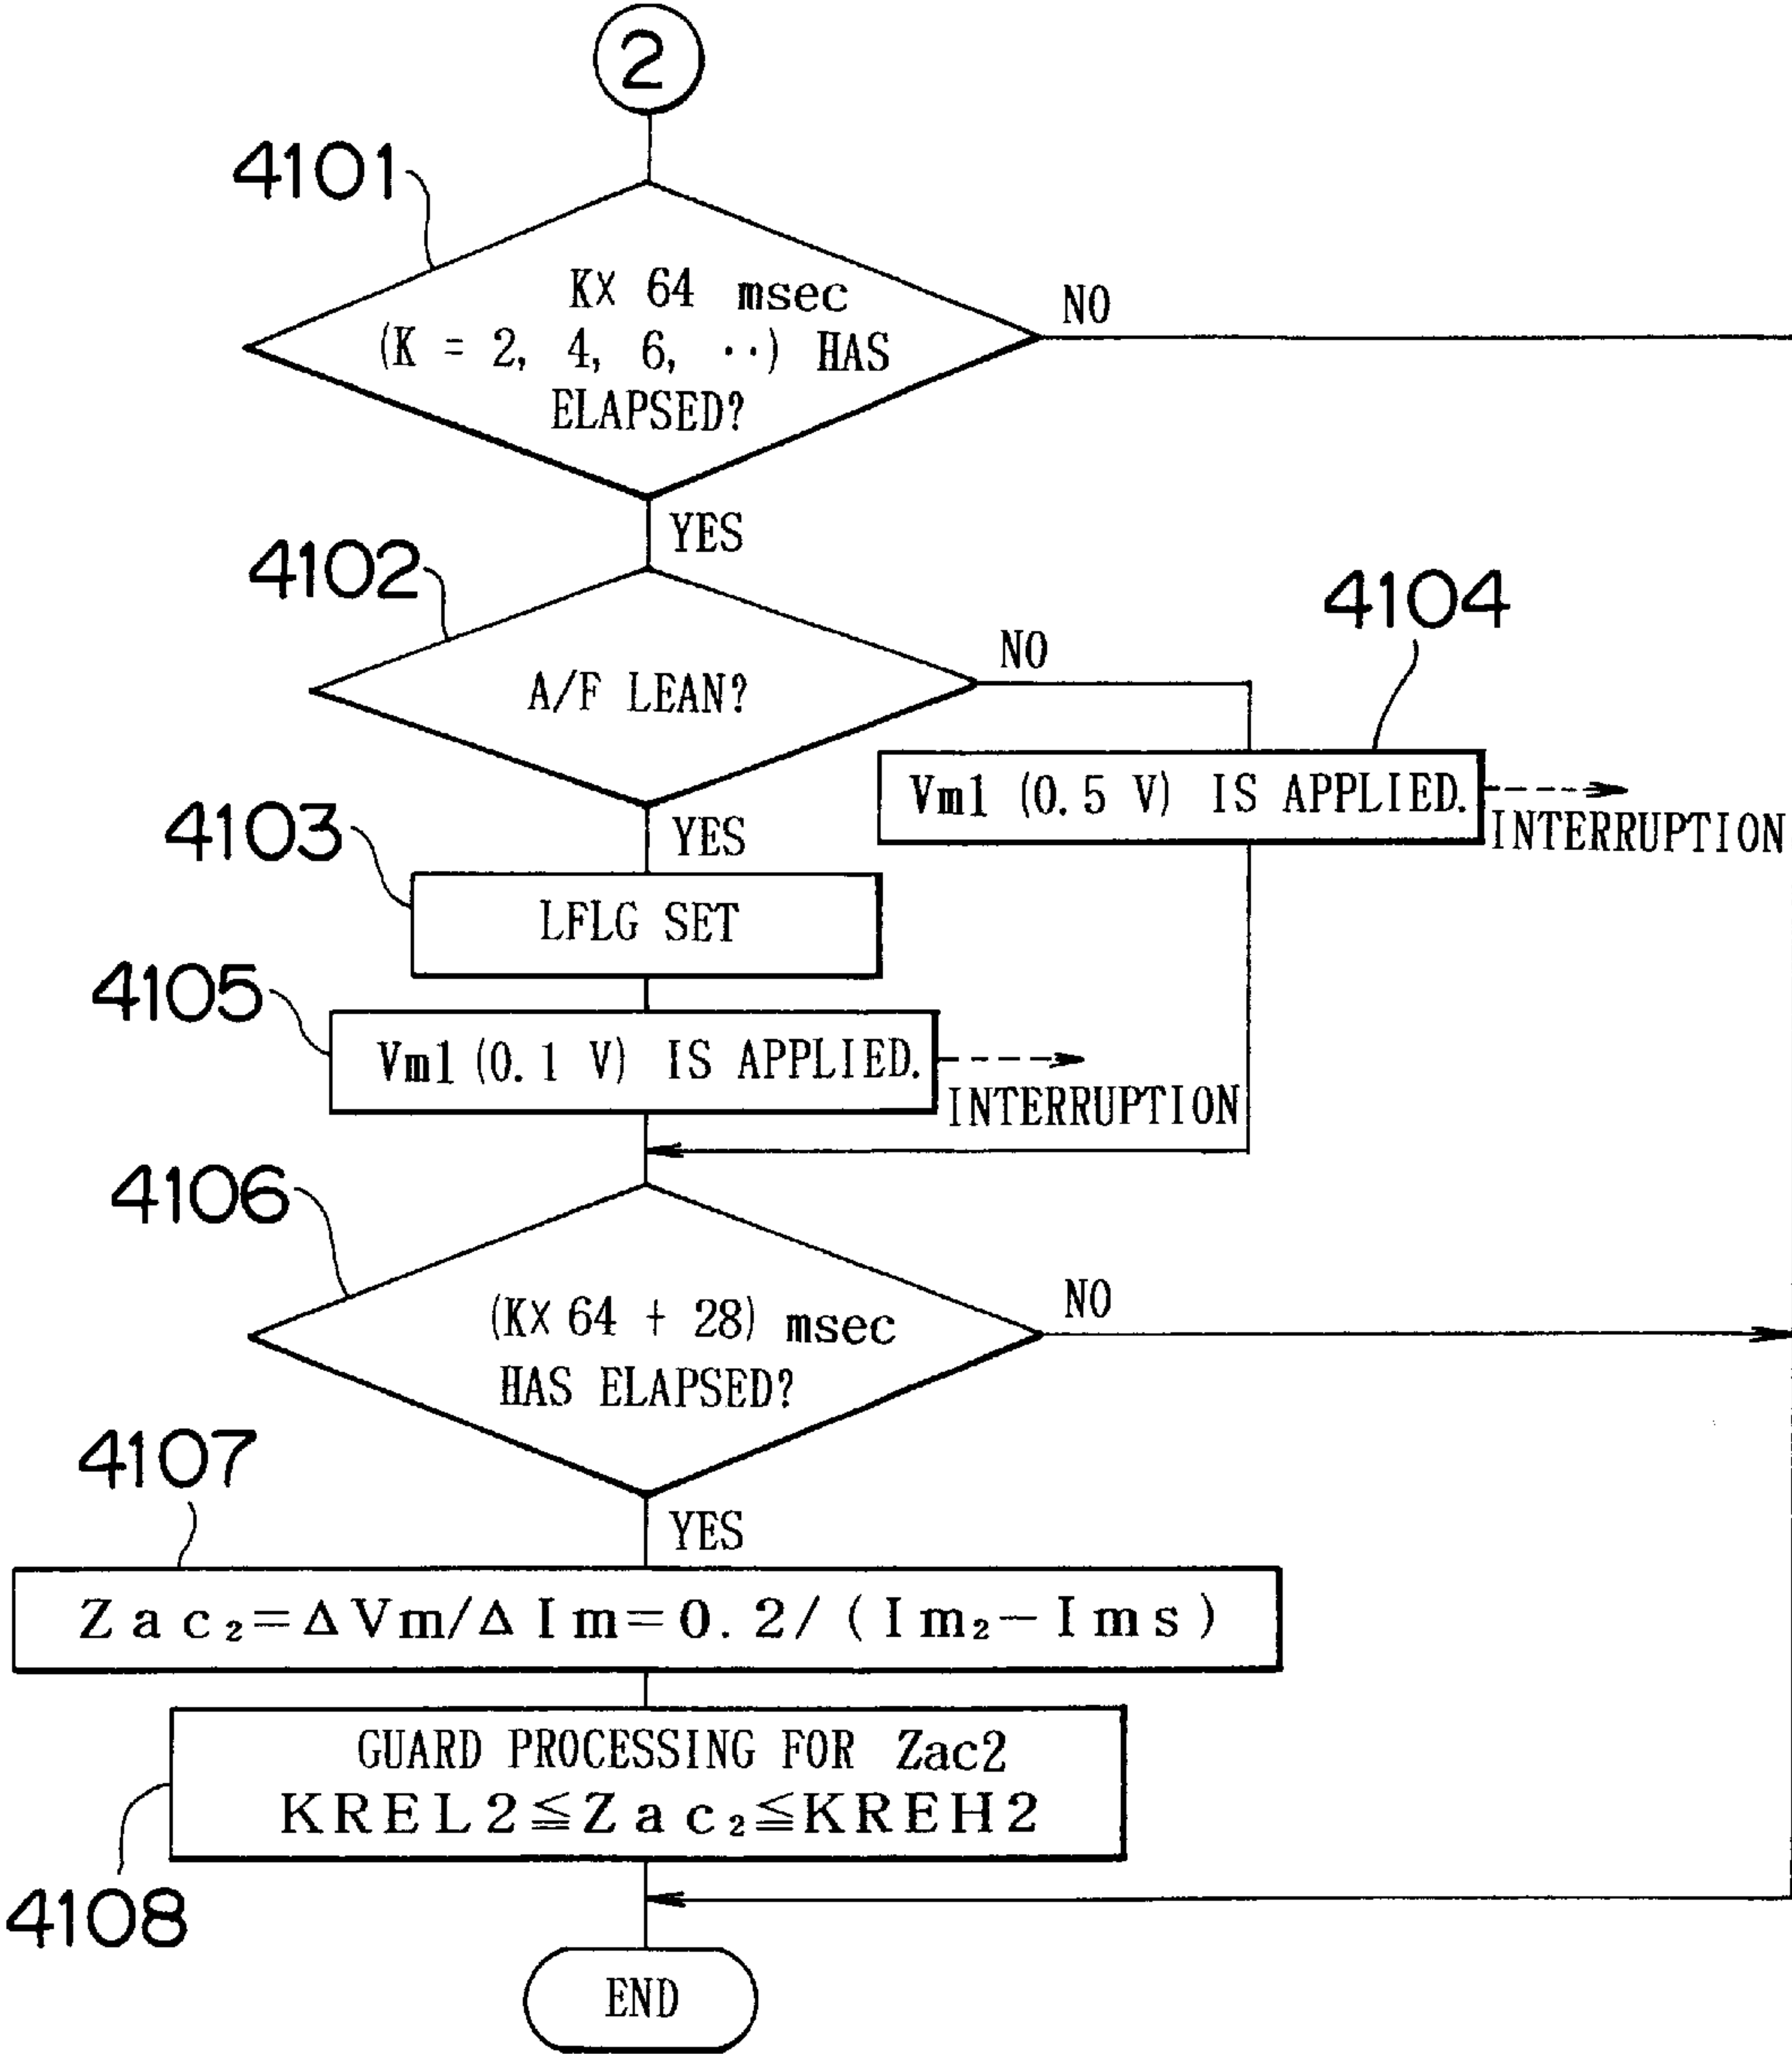 2
4101
K× 64 msec
(K = 2, 4, 6, ··) HAS
ELAPSED?
NO
YES
4102
A/F LEAN?
NO
4104
Vm1 (0.5 V) IS APPLIED.
INTERRUPTION
YES
4103
LFLG SET
4105
Vm1 (0.1 V) IS APPLIED.
INTERRUPTION
4106
(K× 64 + 28) msec
HAS ELAPSED?
NO
YES
4107
Zac₂=ΔVm/ΔIm=0.2/(Im₂−Ims)
GUARD PROCESSING FOR Zac2
KREL2≦Zac₂≦KREH2
4108
END